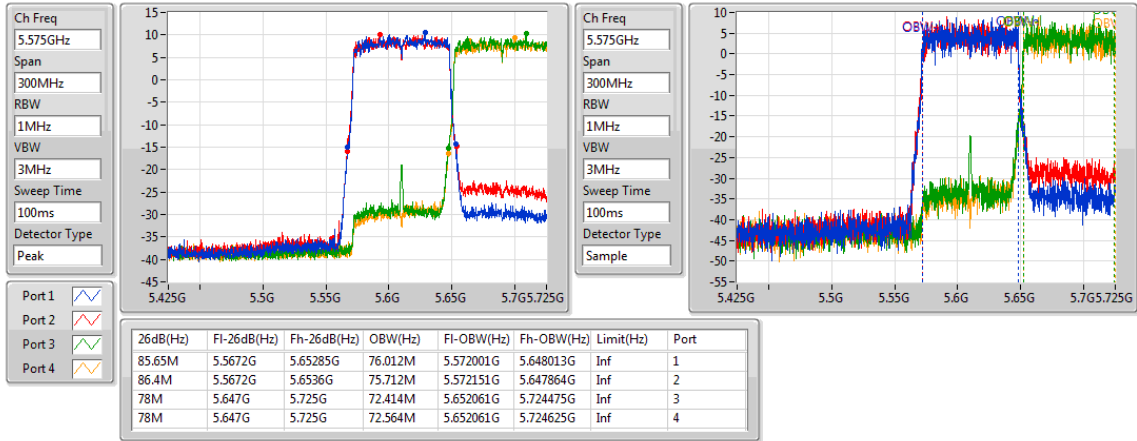 Ch Freq
5.575GHz
Span
300MHz
RBW
1MHz
VBW
3MHz
Sweep Time
100ms
Detector Type
Peak
15
10
5
0
-5
-10
-15
-20
-25
-30
-35
-40
-45
5.425G 5.5G 5.55G 5.6G 5.65G 5.7G 5.725G
Ch Freq
5.575GHz
Span
300MHz
RBW
1MHz
VBW
3MHz
Sweep Time
100ms
Detector Type
Sample
10
5
0
-5
-10
-15
-20
-25
-30
-35
-40
-45
-50
-55
5.425G 5.5G 5.55G 5.6G 5.65G 5.7G 5.725G
Port 1
Port 2
Port 3
Port 4
26dB(Hz) Fl-26dB(Hz) Fh-26dB(Hz) OBW(Hz) Fl-OBW(Hz) Fh-OBW(Hz) Limit(Hz) Port
85.65M 5.5672G 5.65285G 76.012M 5.572001G 5.648013G Inf 1
86.4M 5.5672G 5.6536G 75.712M 5.572151G 5.647864G Inf 2
78M 5.647G 5.725G 72.414M 5.652061G 5.724475G Inf 3
78M 5.647G 5.725G 72.564M 5.652061G 5.724625G Inf 4